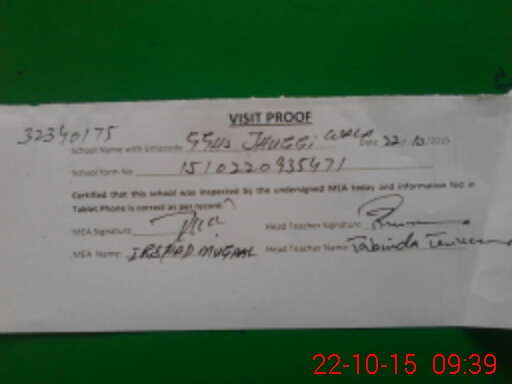 VISIT PROOF
32340175
School Name with Emiscode GGHS JHUGGI WALA Date 22/10/2015
School form No 1510220935471
Certified that this school was inspected by the undersigned MEA today and information fed in
Tablet Phone is correct as per record.
MEA Signature Head Teacher Signature
MEA Name: IRSHAD MUGHAL Head Teacher Name: Tabinda
22-10-15 09:39